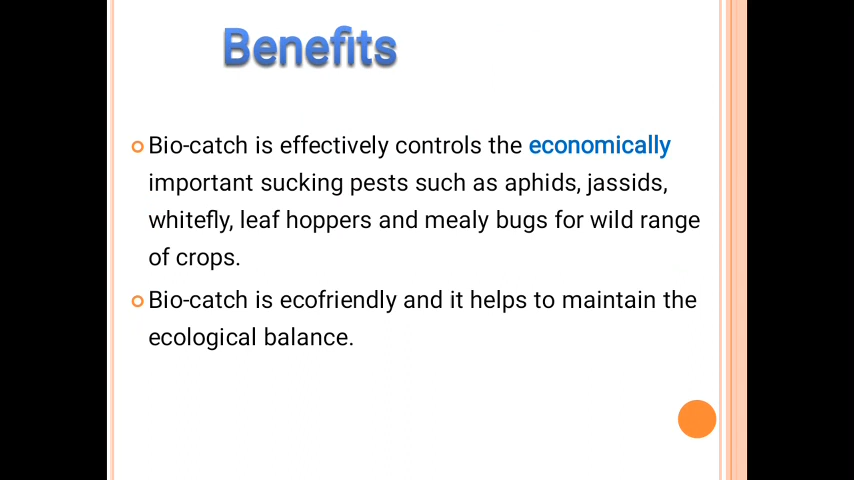 Benefits
Bio-catch is effectively controls the economically
important sucking pests such as aphids, jassids,
whitefly, leaf hoppers and mealy bugs for wild range
of crops.
Bio-catch is ecofriendly and it helps to maintain the
ecological balance.